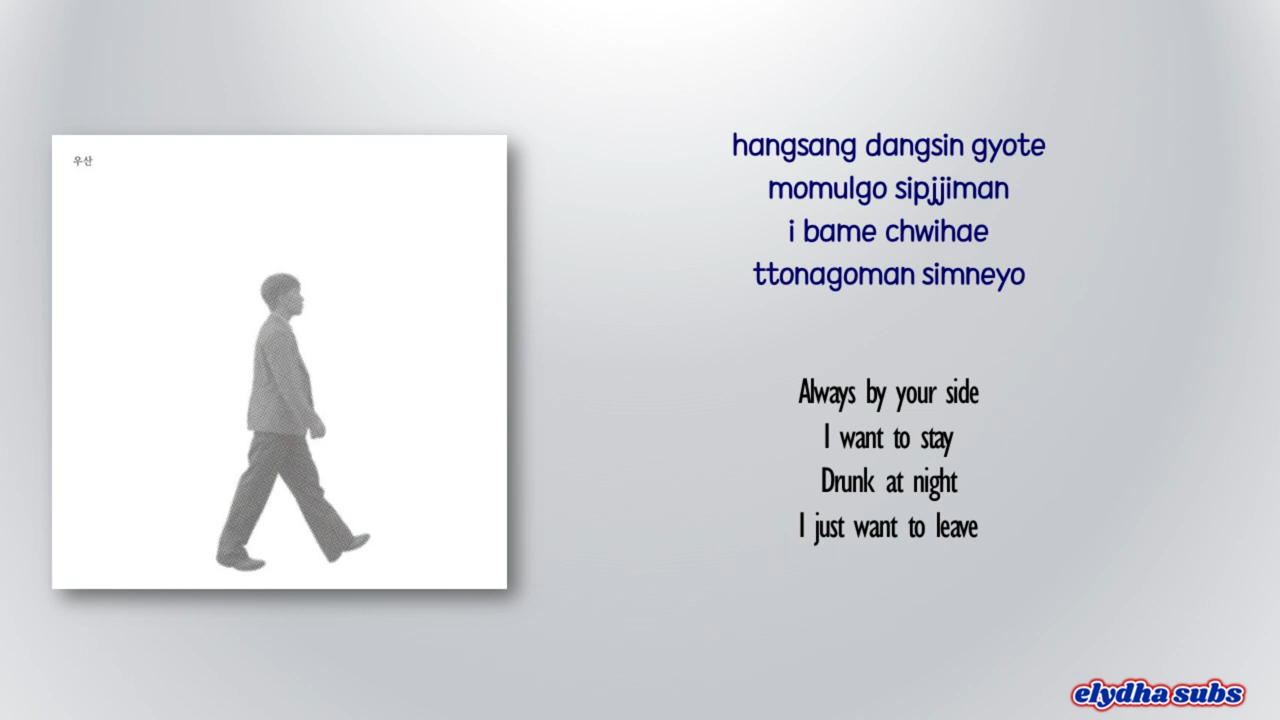 우산
hangsang dangsin gyote
momulgo sipjjiman
i bame chwihae
ttonagoman simneyo
Always by your side
I want to stay
Drunk at night
I just want to leave
elydha subs